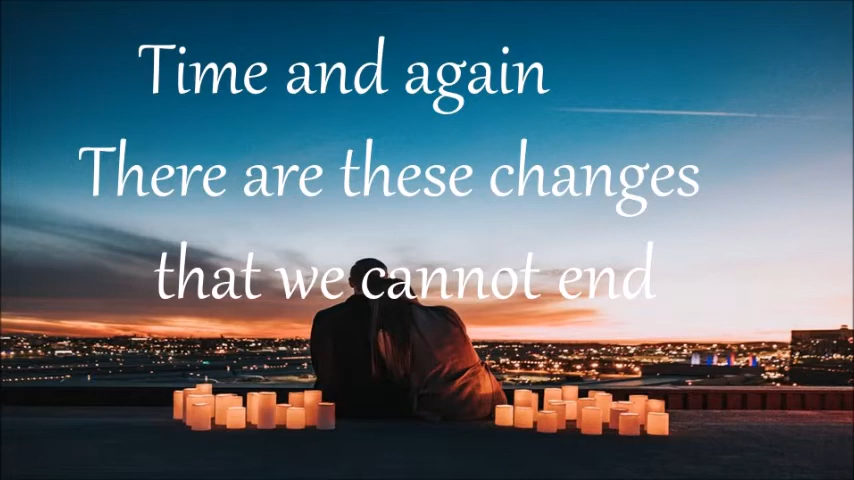 Time and again
There are these changes
that we cannot end